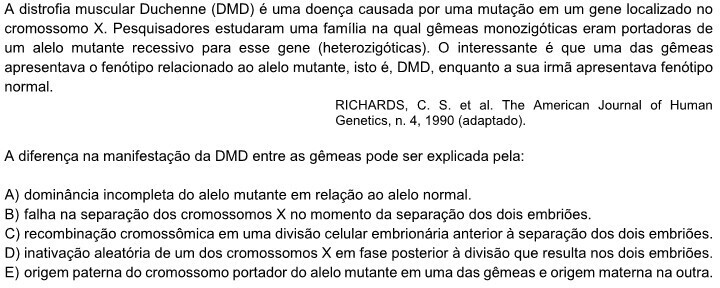 A distrofia muscular Duchenne (DMD) é uma doença causada por uma mutação em um gene localizado no
cromossomo X. Pesquisadores estudaram uma família na qual gêmeas monozigóticas eram portadoras de
um alelo mutante recessivo para esse gene (heterozigóticas). O interessante é que uma das gêmeas
apresentava o fenótipo relacionado ao alelo mutante, isto é, DMD, enquanto a sua irmã apresentava fenótipo
normal.
RICHARDS, C. S. et al. The American Journal of Human
Genetics, n. 4, 1990 (adaptado).
A diferença na manifestação da DMD entre as gêmeas pode ser explicada pela:
A) dominância incompleta do alelo mutante em relação ao alelo normal.
B) falha na separação dos cromossomos X no momento da separação dos dois embriões.
C) recombinação cromossômica em uma divisão celular embrionária anterior à separação dos dois embriões.
D) inativação aleatória de um dos cromossomos X em fase posterior à divisão que resulta nos dois embriões.
E) origem paterna do cromossomo portador do alelo mutante em uma das gêmeas e origem materna na outra.